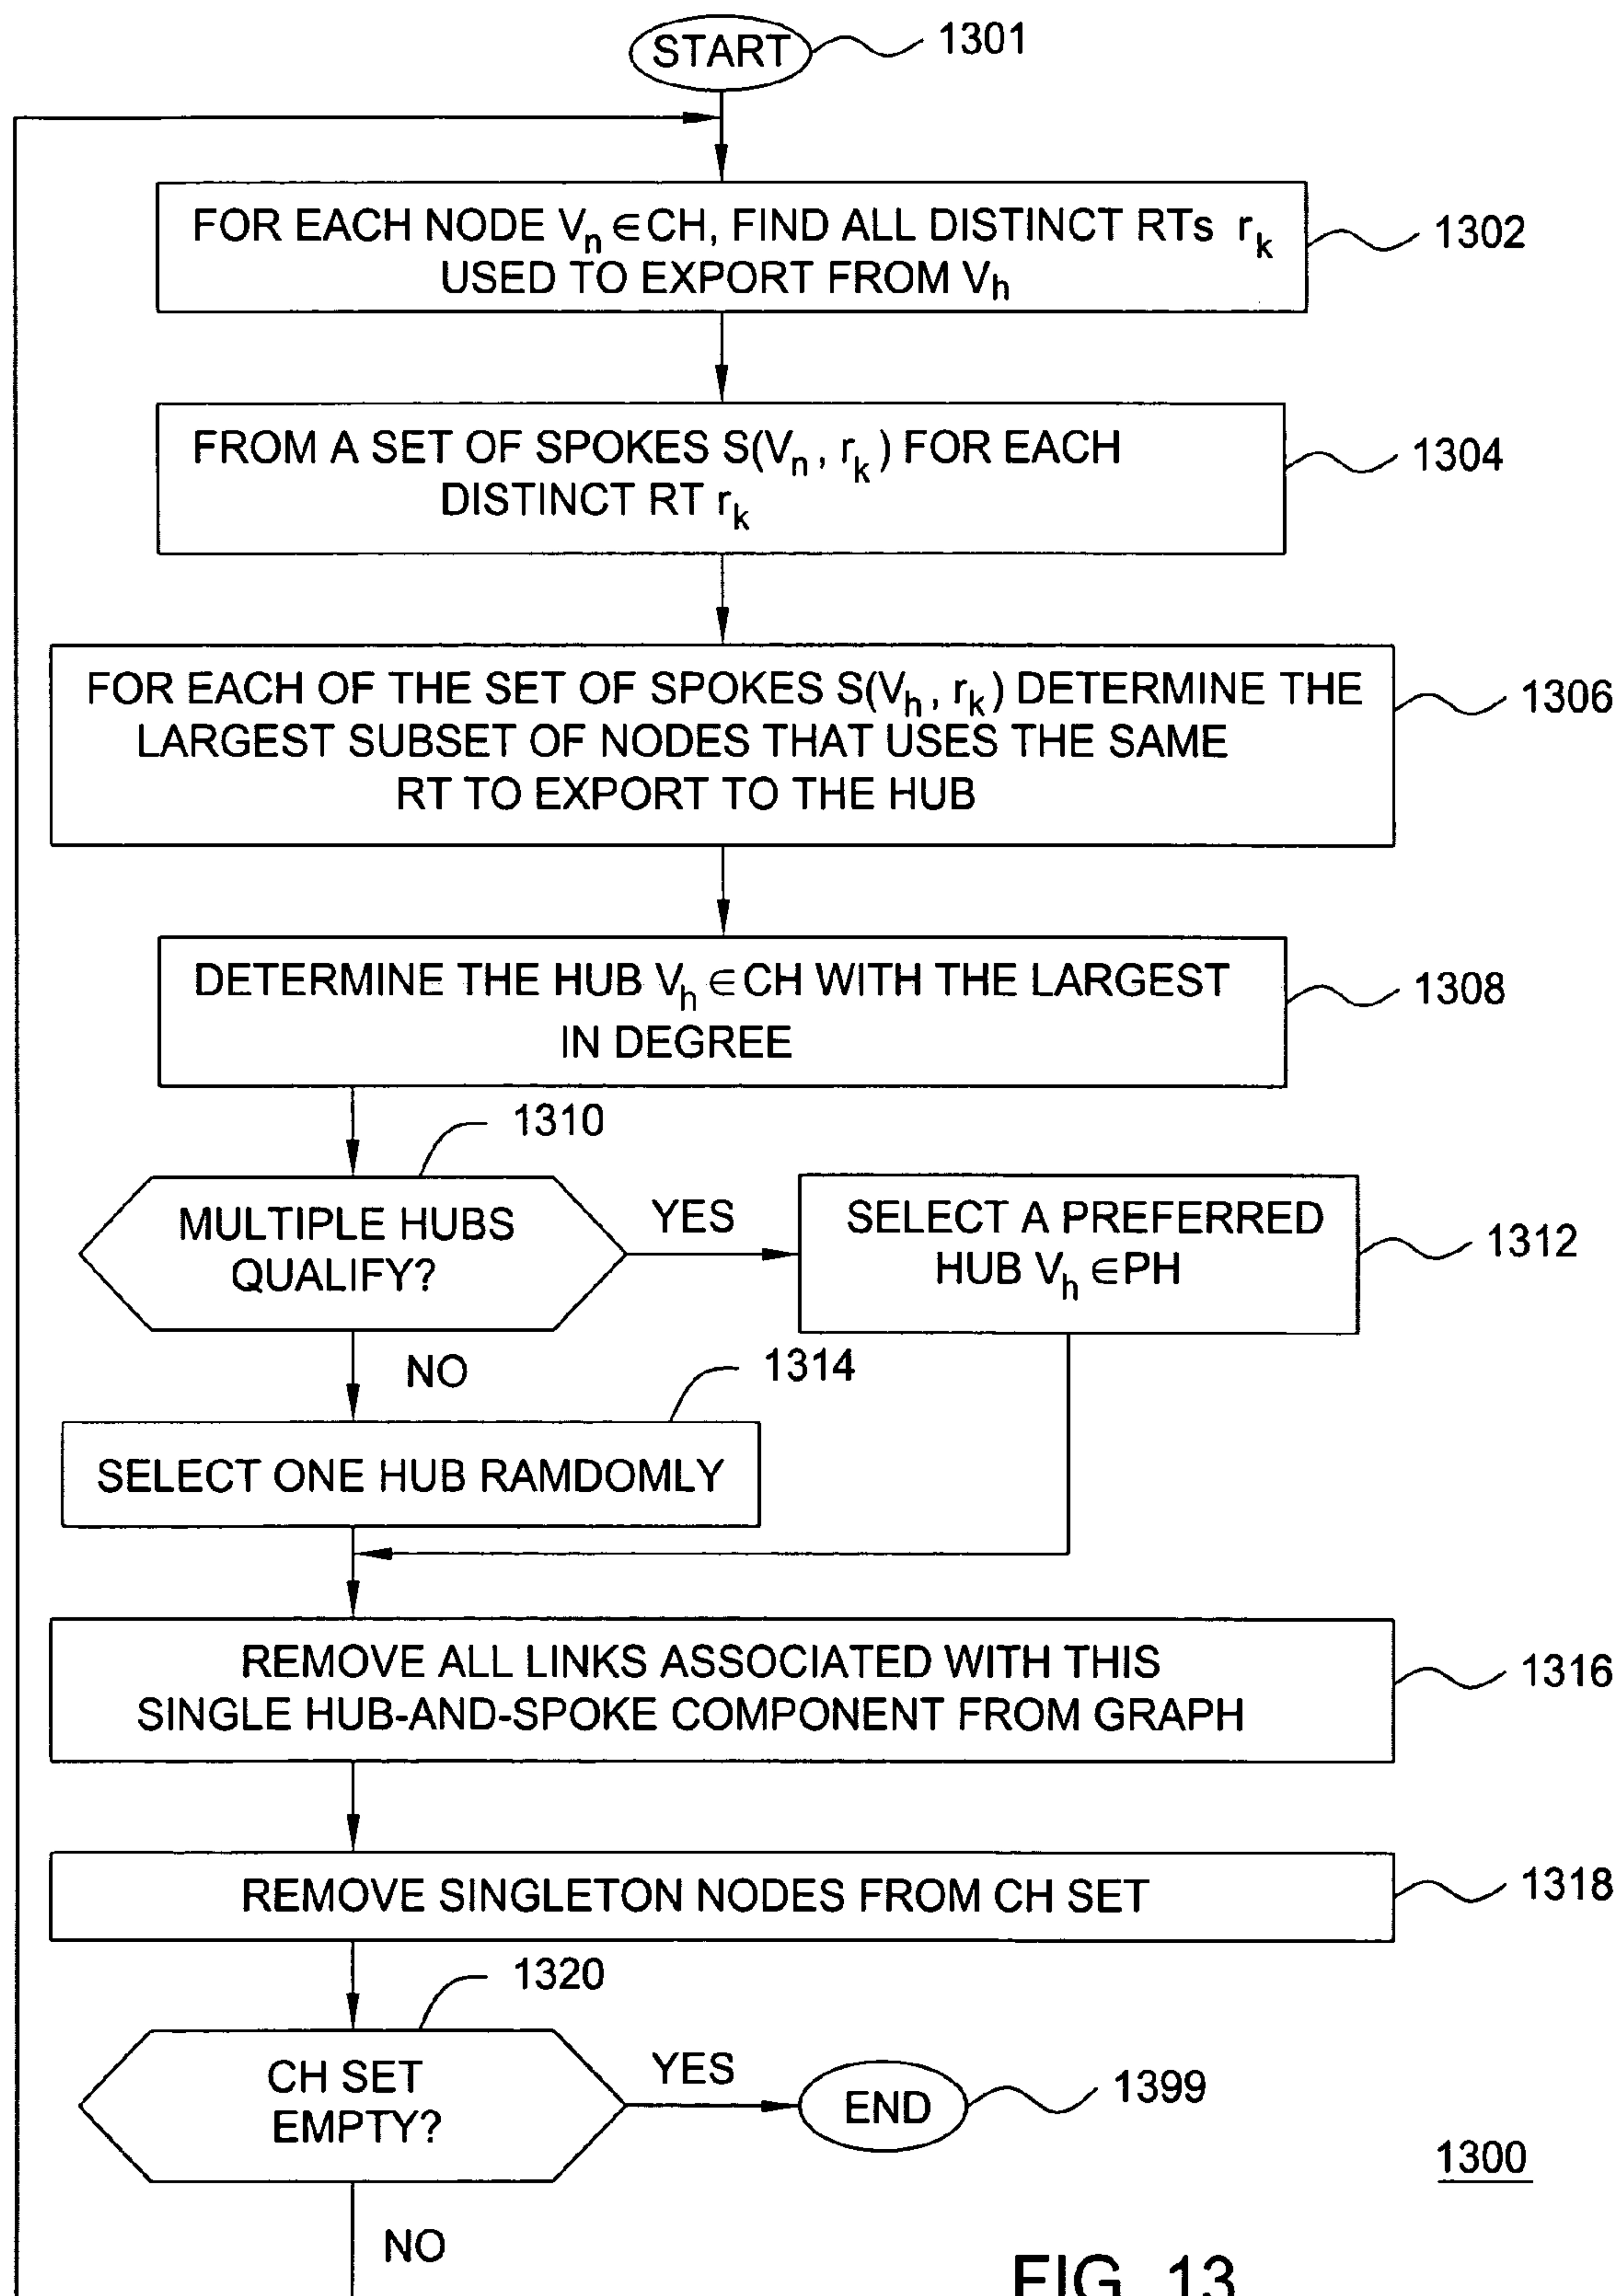 START
1301
FOR EACH NODE Vn ∈ CH, FIND ALL DISTINCT RTs rk
USED TO EXPORT FROM Vh
1302
FROM A SET OF SPOKES S(Vn, rk) FOR EACH
DISTINCT RT rk
1304
FOR EACH OF THE SET OF SPOKES S(Vh, rk) DETERMINE THE
LARGEST SUBSET OF NODES THAT USES THE SAME
RT TO EXPORT TO THE HUB
1306
DETERMINE THE HUB Vh ∈ CH WITH THE LARGEST
IN DEGREE
1308
1310
MULTIPLE HUBS
QUALIFY?
YES
SELECT A PREFERRED
HUB Vh ∈ PH
1312
NO
1314
SELECT ONE HUB RAMDOMLY
REMOVE ALL LINKS ASSOCIATED WITH THIS
SINGLE HUB-AND-SPOKE COMPONENT FROM GRAPH
1316
REMOVE SINGLETON NODES FROM CH SET
1318
1320
CH SET
EMPTY?
YES
END
1399
1300
NO
FIG. 13